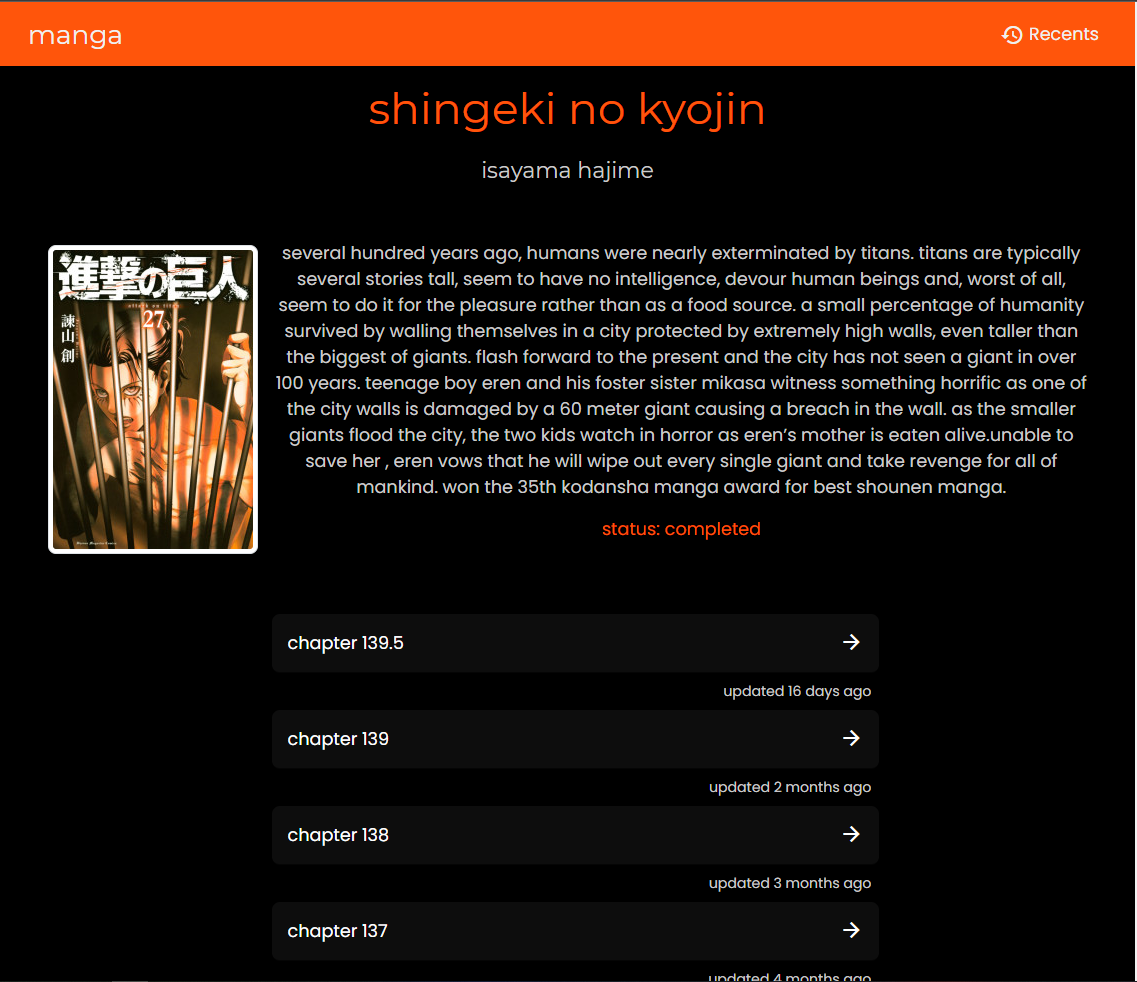 manga
Recents
shingeki no kyojin
isayama hajime
進撃の巨人
attack on titan
27
諫山創
several hundred years ago, humans were nearly exterminated by titans. titans are typically
several stories tall, seem to have no intelligence, devour human beings and, worst of all,
seem to do it for the pleasure rather than as a food source. a small percentage of humanity
survived by walling themselves in a city protected by extremely high walls, even taller than
the biggest of giants. flash forward to the present and the city has not seen a giant in over
100 years. teenage boy eren and his foster sister mikasa witness something horrific as one of
the city walls is damaged by a 60 meter giant causing a breach in the wall. as the smaller
giants flood the city, the two kids watch in horror as eren’s mother is eaten alive.unable to
save her , eren vows that he will wipe out every single giant and take revenge for all of
mankind. won the 35th kodansha manga award for best shounen manga.
status: completed
chapter 139.5
updated 16 days ago
chapter 139
updated 2 months ago
chapter 138
updated 3 months ago
chapter 137
updated 4 months ago